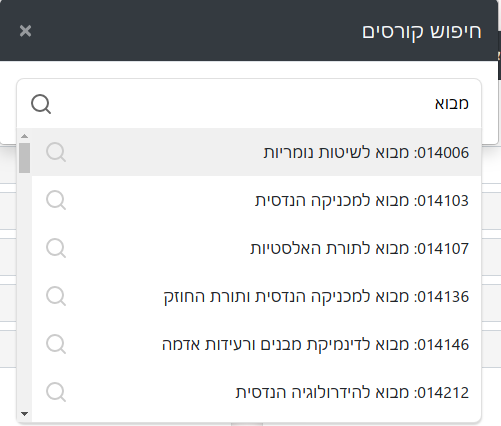 חיפוש קורסים
מבוא
014006: מבוא לשיטות נומריות
014103: מבוא למכניקה הנדסית
014107: מבוא לתורת האלסטיות
014136: מבוא למכניקה הנדסית ותורת החוזק
014146: מבוא לדינמיקת מבנים ורעידות אדמה
014212: מבוא להידרולוגיה הנדסית